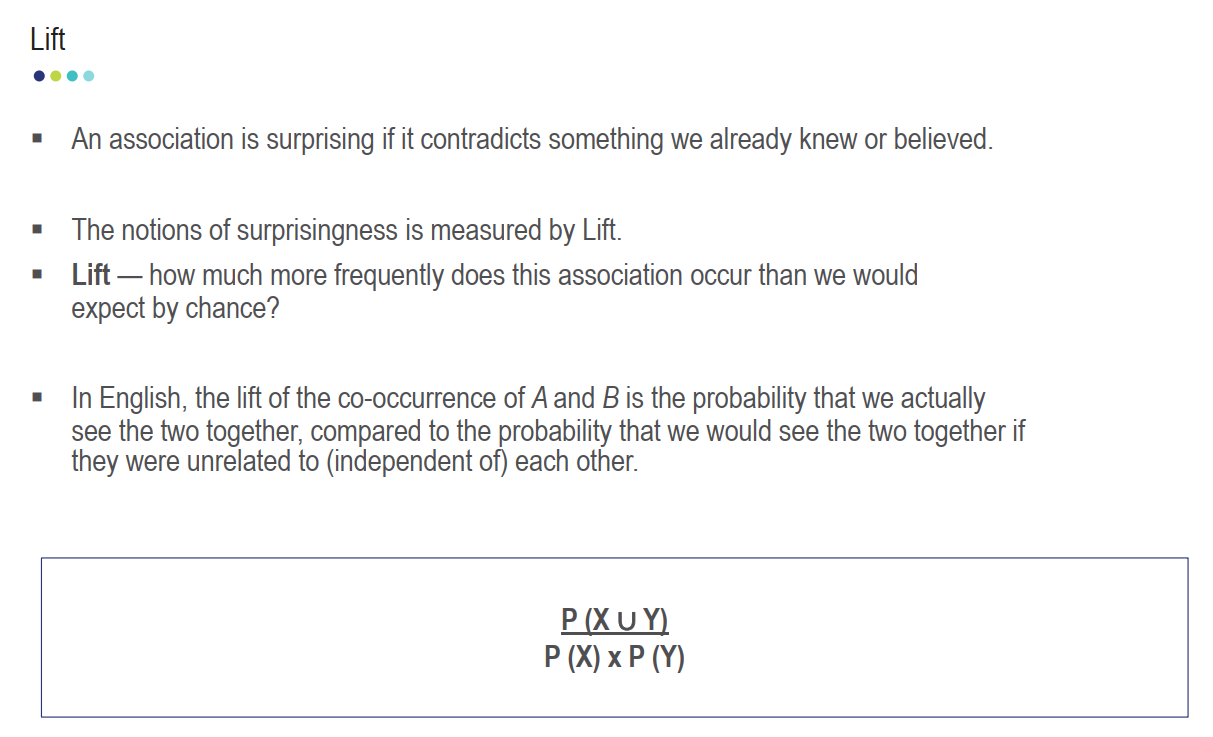 Lift
▪ An association is surprising if it contradicts something we already knew or believed.
▪ The notions of surprisingness is measured by Lift.
▪ Lift — how much more frequently does this association occur than we would
expect by chance?
▪ In English, the lift of the co-occurrence of A and B is the probability that we actually
see the two together, compared to the probability that we would see the two together if
they were unrelated to (independent of) each other.
P (X ∪ Y)
P (X) x P (Y)